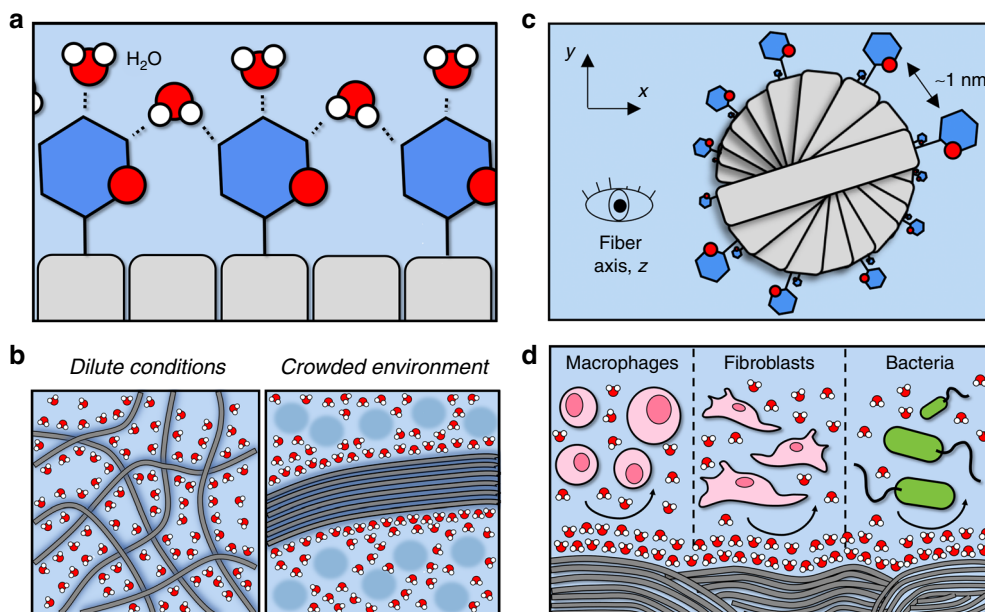 a
H₂O
c
y
x
~1 nm
Fiber
axis, z
b
Dilute conditions
Crowded environment
d
Macrophages
Fibroblasts
Bacteria